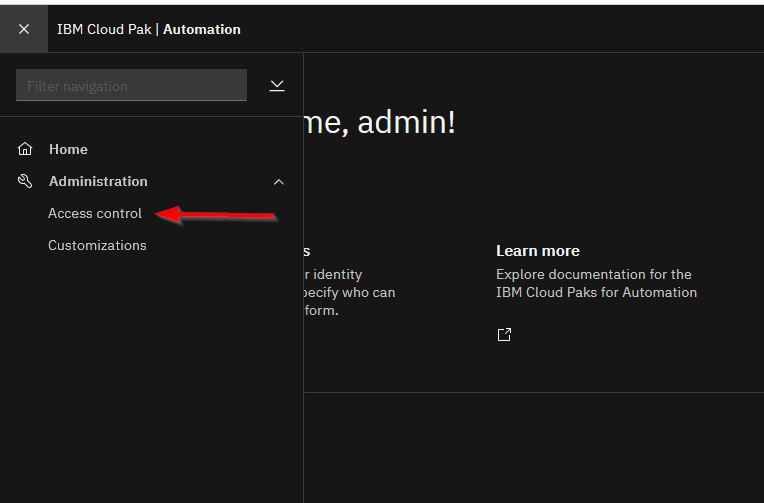 IBM Cloud Pak | Automation
Filter navigation
Home
Administration
Access control
Customizations
me, admin!
s
r identity
pecify who can
form.
Learn more
Explore documentation for the
IBM Cloud Paks for Automation